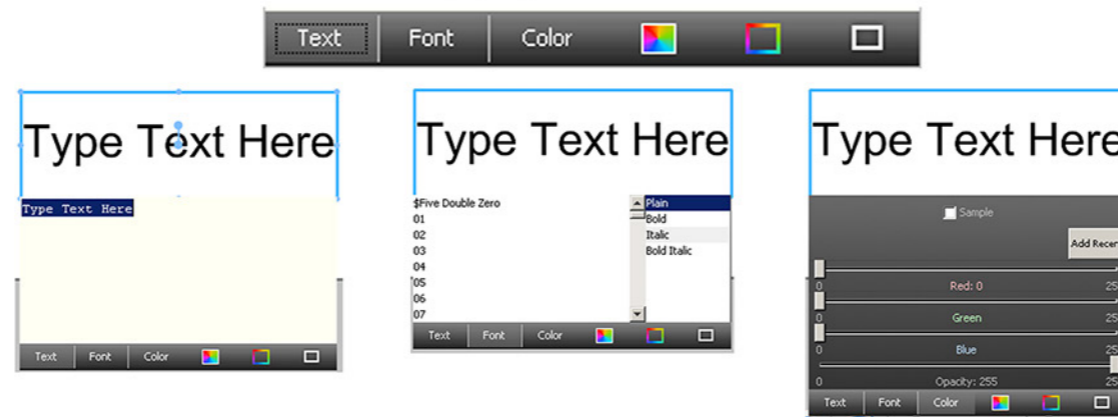 Text Font Color
Type Text Here
Type Text Here
Text Font Color
Type Text Here
$Five Double Zero
01
02
03
04
05
06
07
Plain
Bold
Italic
Bold Italic
Text Font Color
Type Text Here
Sample
Add Recen
0 Red: 0 25
0 Green 25
0 Blue 25
0 Opacity: 255 25
Text Font Color